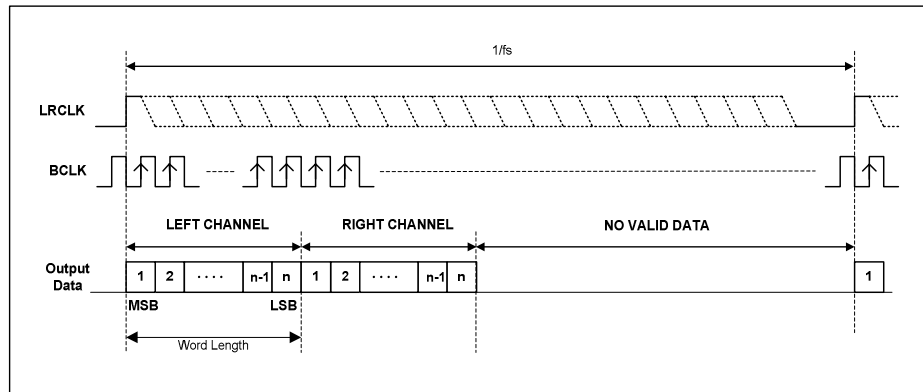 1/fs
LRCLK
BCLK
LEFT CHANNEL RIGHT CHANNEL NO VALID DATA
Output Data 1 2 .... n-1 n 1 2 .... n-1 n 1
MSB LSB
Word Length